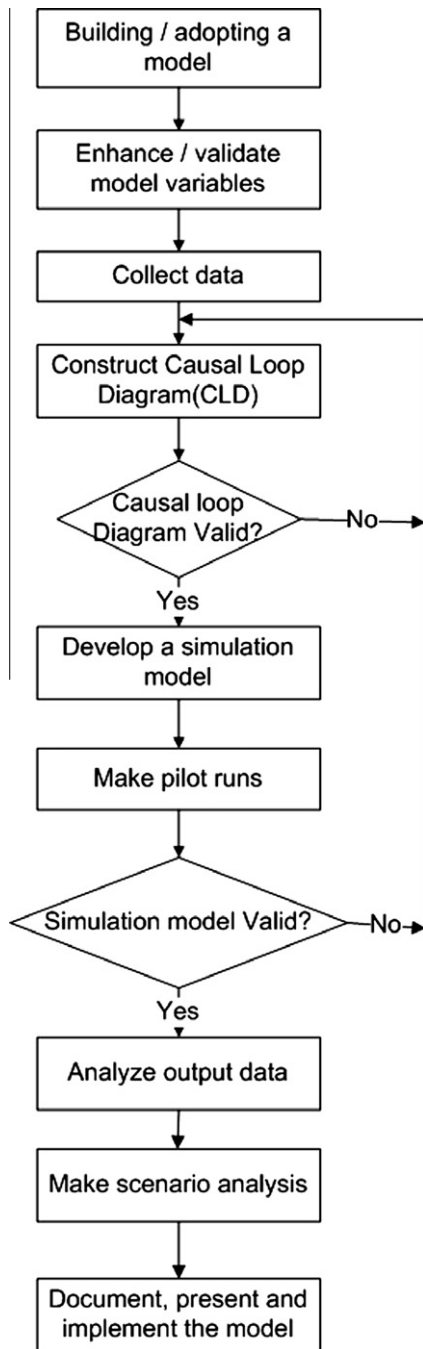 Building / adopting a
model
Enhance / validate
model variables
Collect data
Construct Causal Loop
Diagram(CLD)
Causal loop
Diagram Valid?
No
Yes
Develop a simulation
model
Make pilot runs
Simulation model Valid?
No
Yes
Analyze output data
Make scenario analysis
Document, present and
implement the model